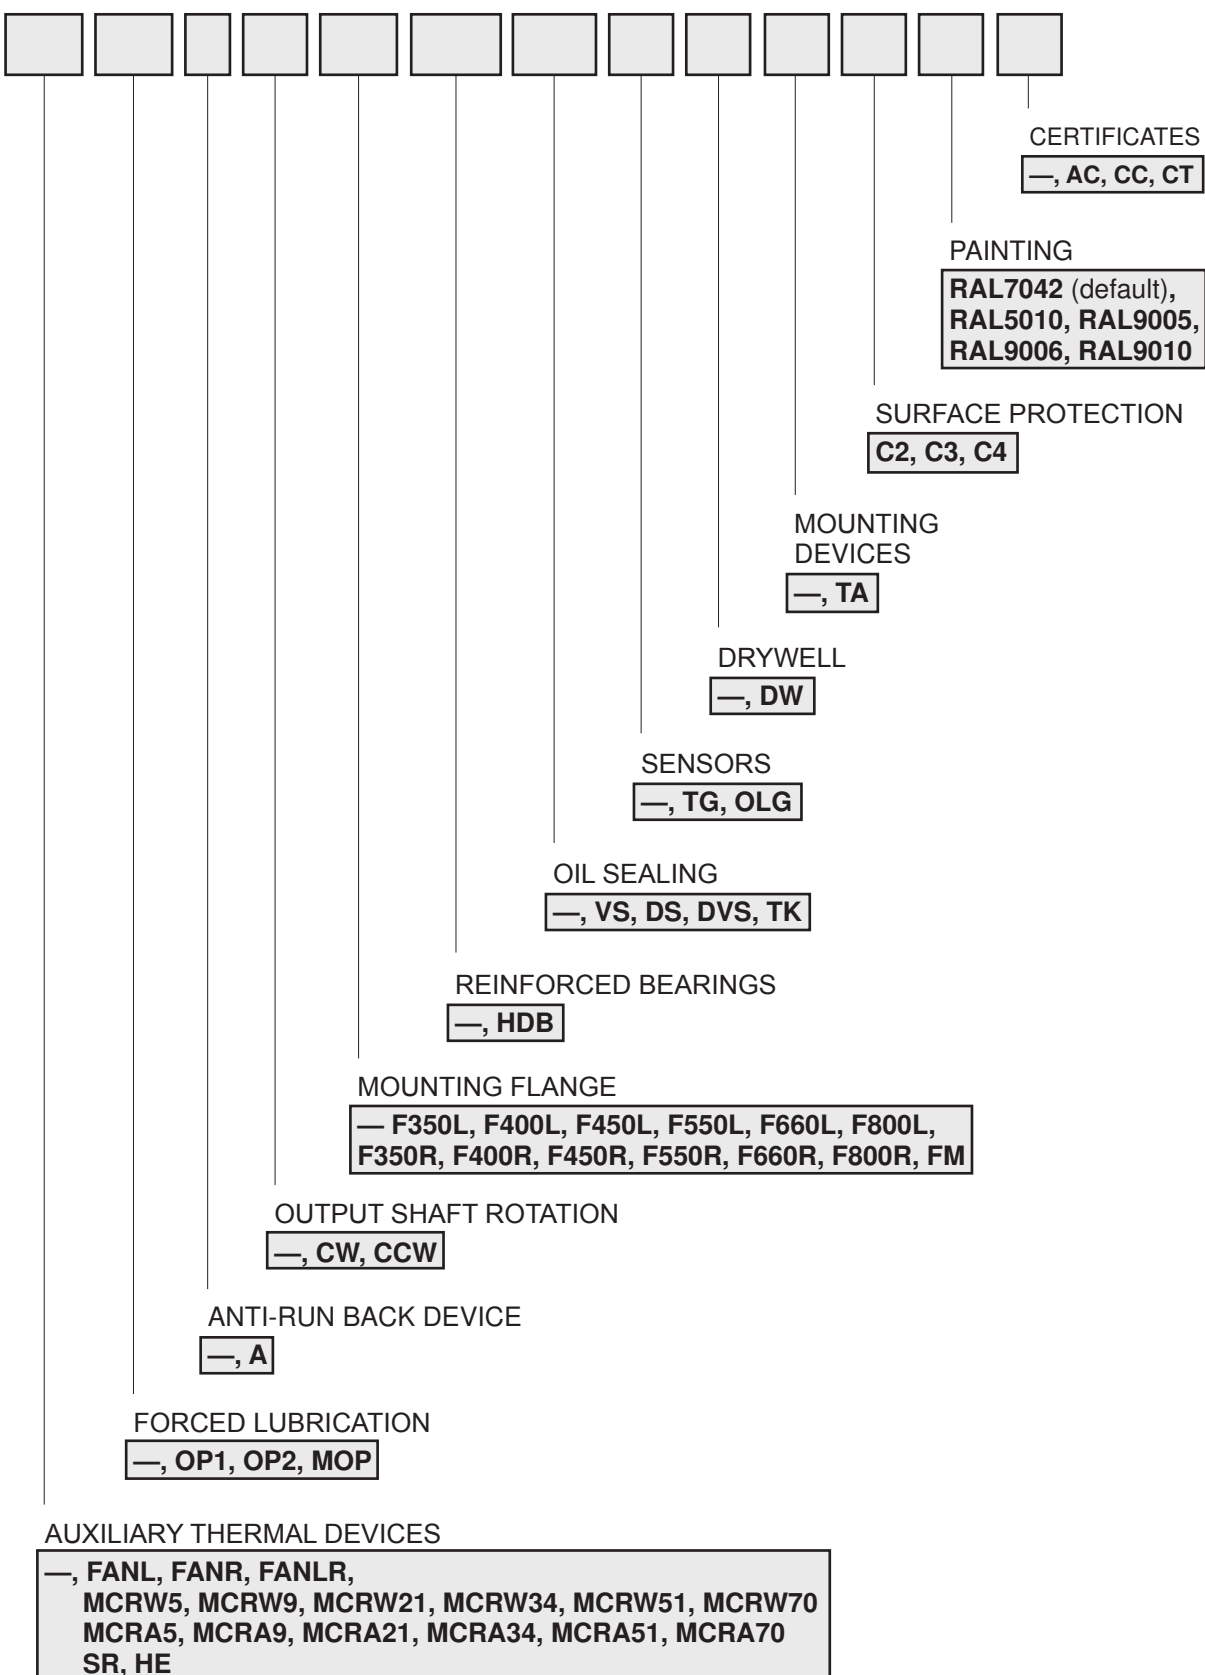 CERTIFICATES
—, AC, CC, CT
PAINTING
RAL7042 (default),
RAL5010, RAL9005,
RAL9006, RAL9010
SURFACE PROTECTION
C2, C3, C4
MOUNTING
DEVICES
—, TA
DRYWELL
—, DW
SENSORS
—, TG, OLG
OIL SEALING
—, VS, DS, DVS, TK
REINFORCED BEARINGS
—, HDB
MOUNTING FLANGE
— F350L, F400L, F450L, F550L, F660L, F800L,
F350R, F400R, F450R, F550R, F660R, F800R, FM
OUTPUT SHAFT ROTATION
—, CW, CCW
ANTI-RUN BACK DEVICE
—, A
FORCED LUBRICATION
—, OP1, OP2, MOP
AUXILIARY THERMAL DEVICES
—, FANL, FANR, FANLR,
MCRW5, MCRW9, MCRW21, MCRW34, MCRW51, MCRW70
MCRA5, MCRA9, MCRA21, MCRA34, MCRA51, MCRA70
SR, HE